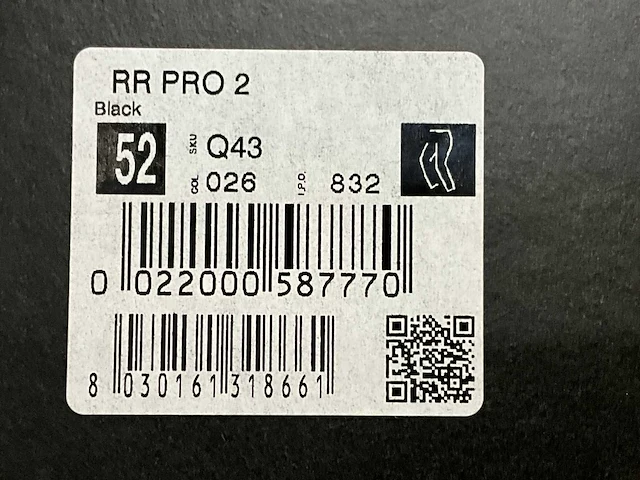 RR PRO 2
Black
52 SKU Q43
COL 026 I.P.O. 832
0 022000 587770
8 030161 318661